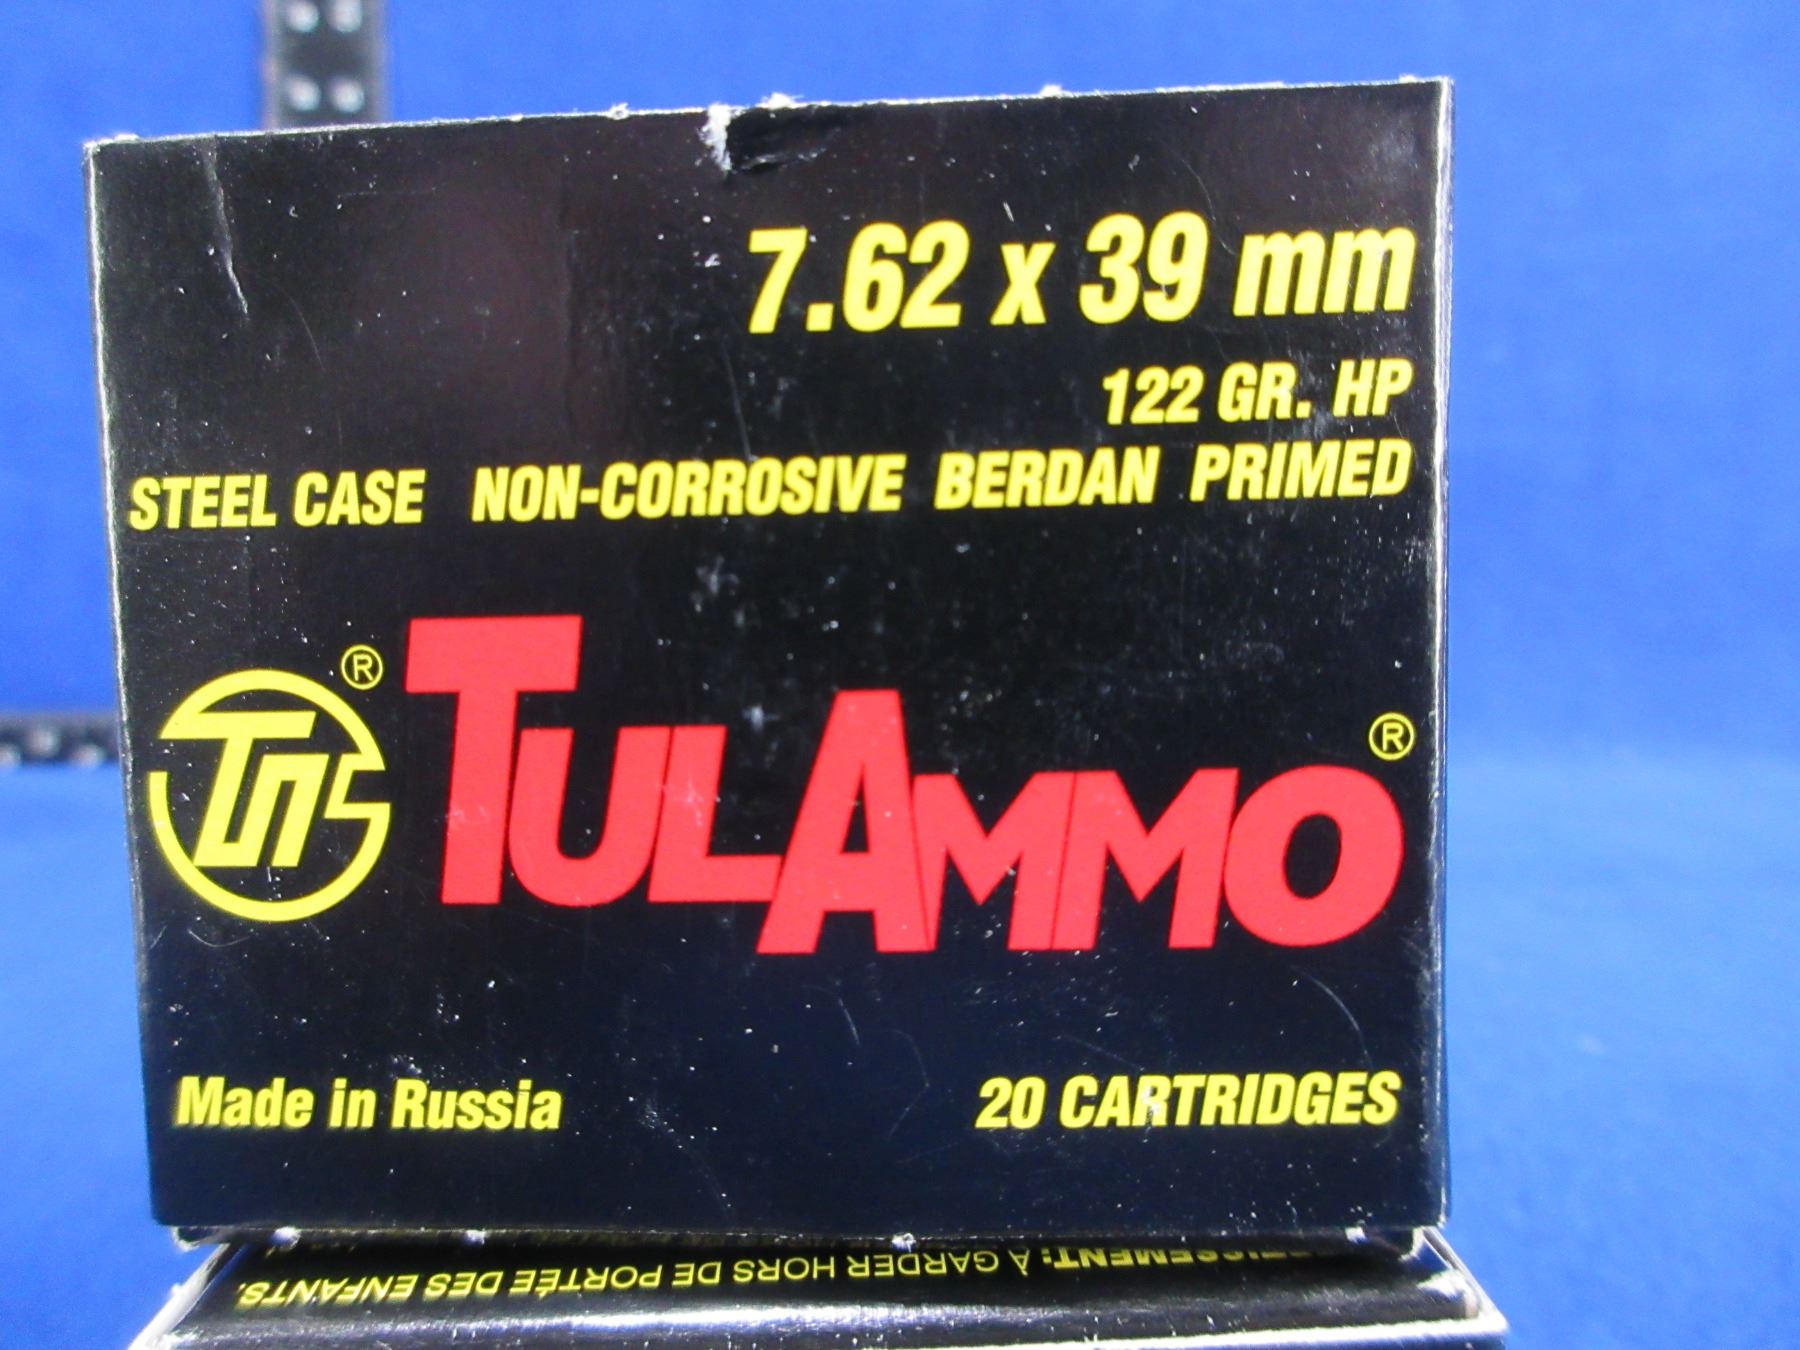 7.62 x 39 mm
122 GR. HP
STEEL CASE NON-CORROSIVE BERDAN PRIMED
®
TULAMMO®
Made in Russia
20 CARTRIDGES
À GARDER HORS DE PORTÉE DES ENFANTS.